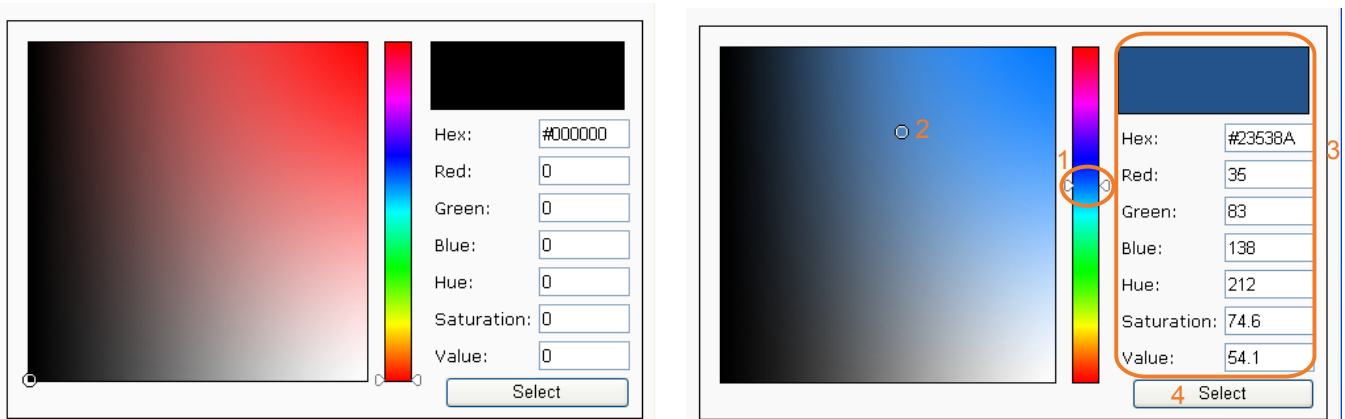 Hex: #000000
Red: 0
Green: 0
Blue: 0
Hue: 0
Saturation: 0
Value: 0
Select
2
1
3
Hex: #23538A
Red: 35
Green: 83
Blue: 138
Hue: 212
Saturation: 74.6
Value: 54.1
4 Select